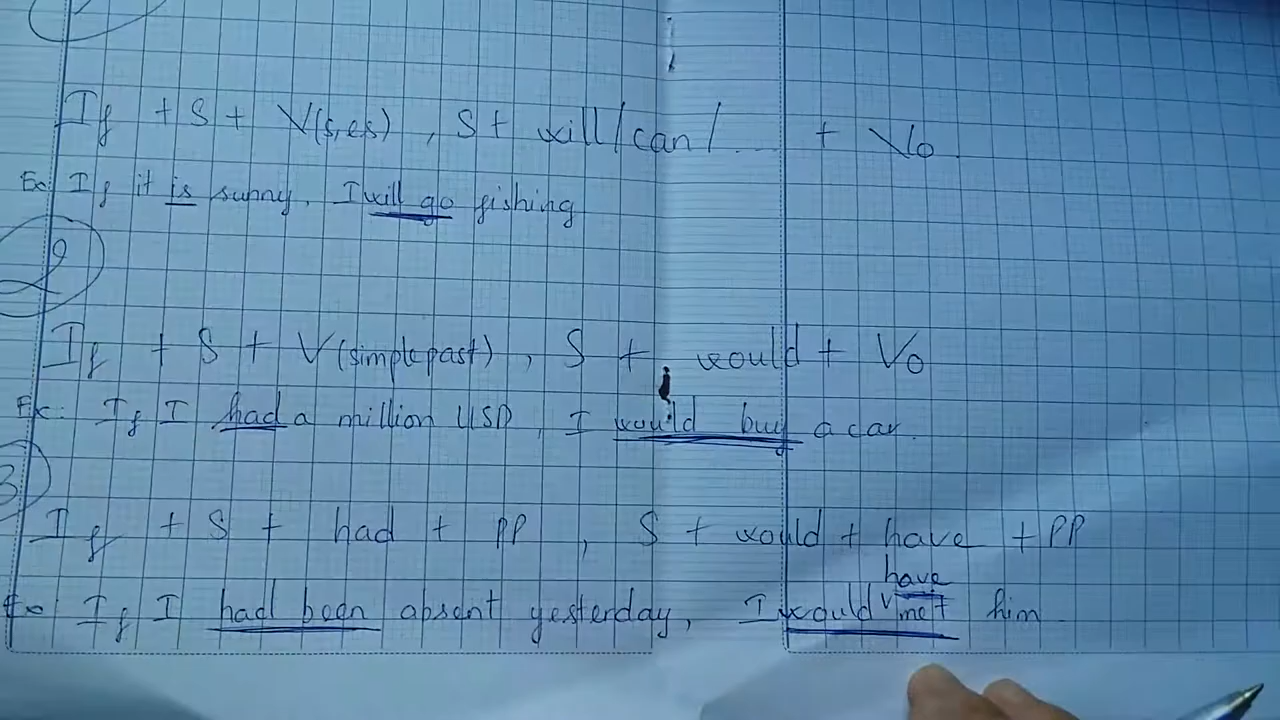 If + S + V(s,es), S + will/can/... + Vo
Ex: If it is sunny, I will go fishing
2
If + S + V(simple past), S + would + Vo
Ex: If I had a million USD, I would buy a car.
3
If + S + had + PP, S + would + have + PP
have
Ex: If I had been absent yesterday, I would met him.